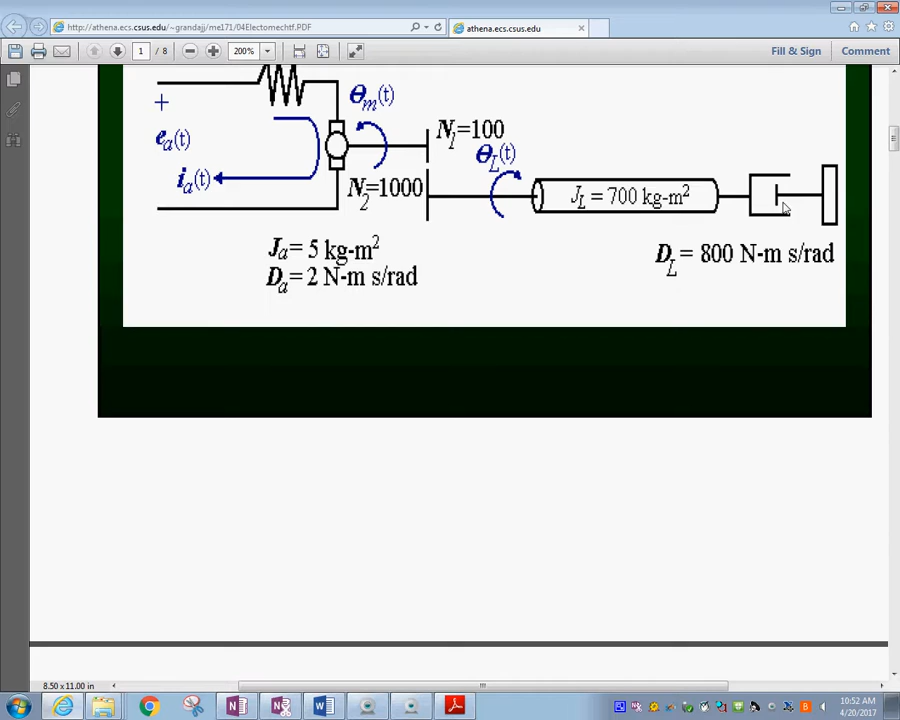 http://athena.ecs.csus.edu/~grandajj/me171/04Electomechtf.PDF
athena.ecs.csus.edu
1 / 8
200%
Fill & Sign
Comment
θm(t)
+
ea(t)
N1=100
θL(t)
ia(t)
N2=1000
JL = 700 kg-m²
Ja= 5 kg-m²
Da= 2 N-m s/rad
DL = 800 N-m s/rad
8.50 x 11.00 in
10:52 AM
4/20/2017